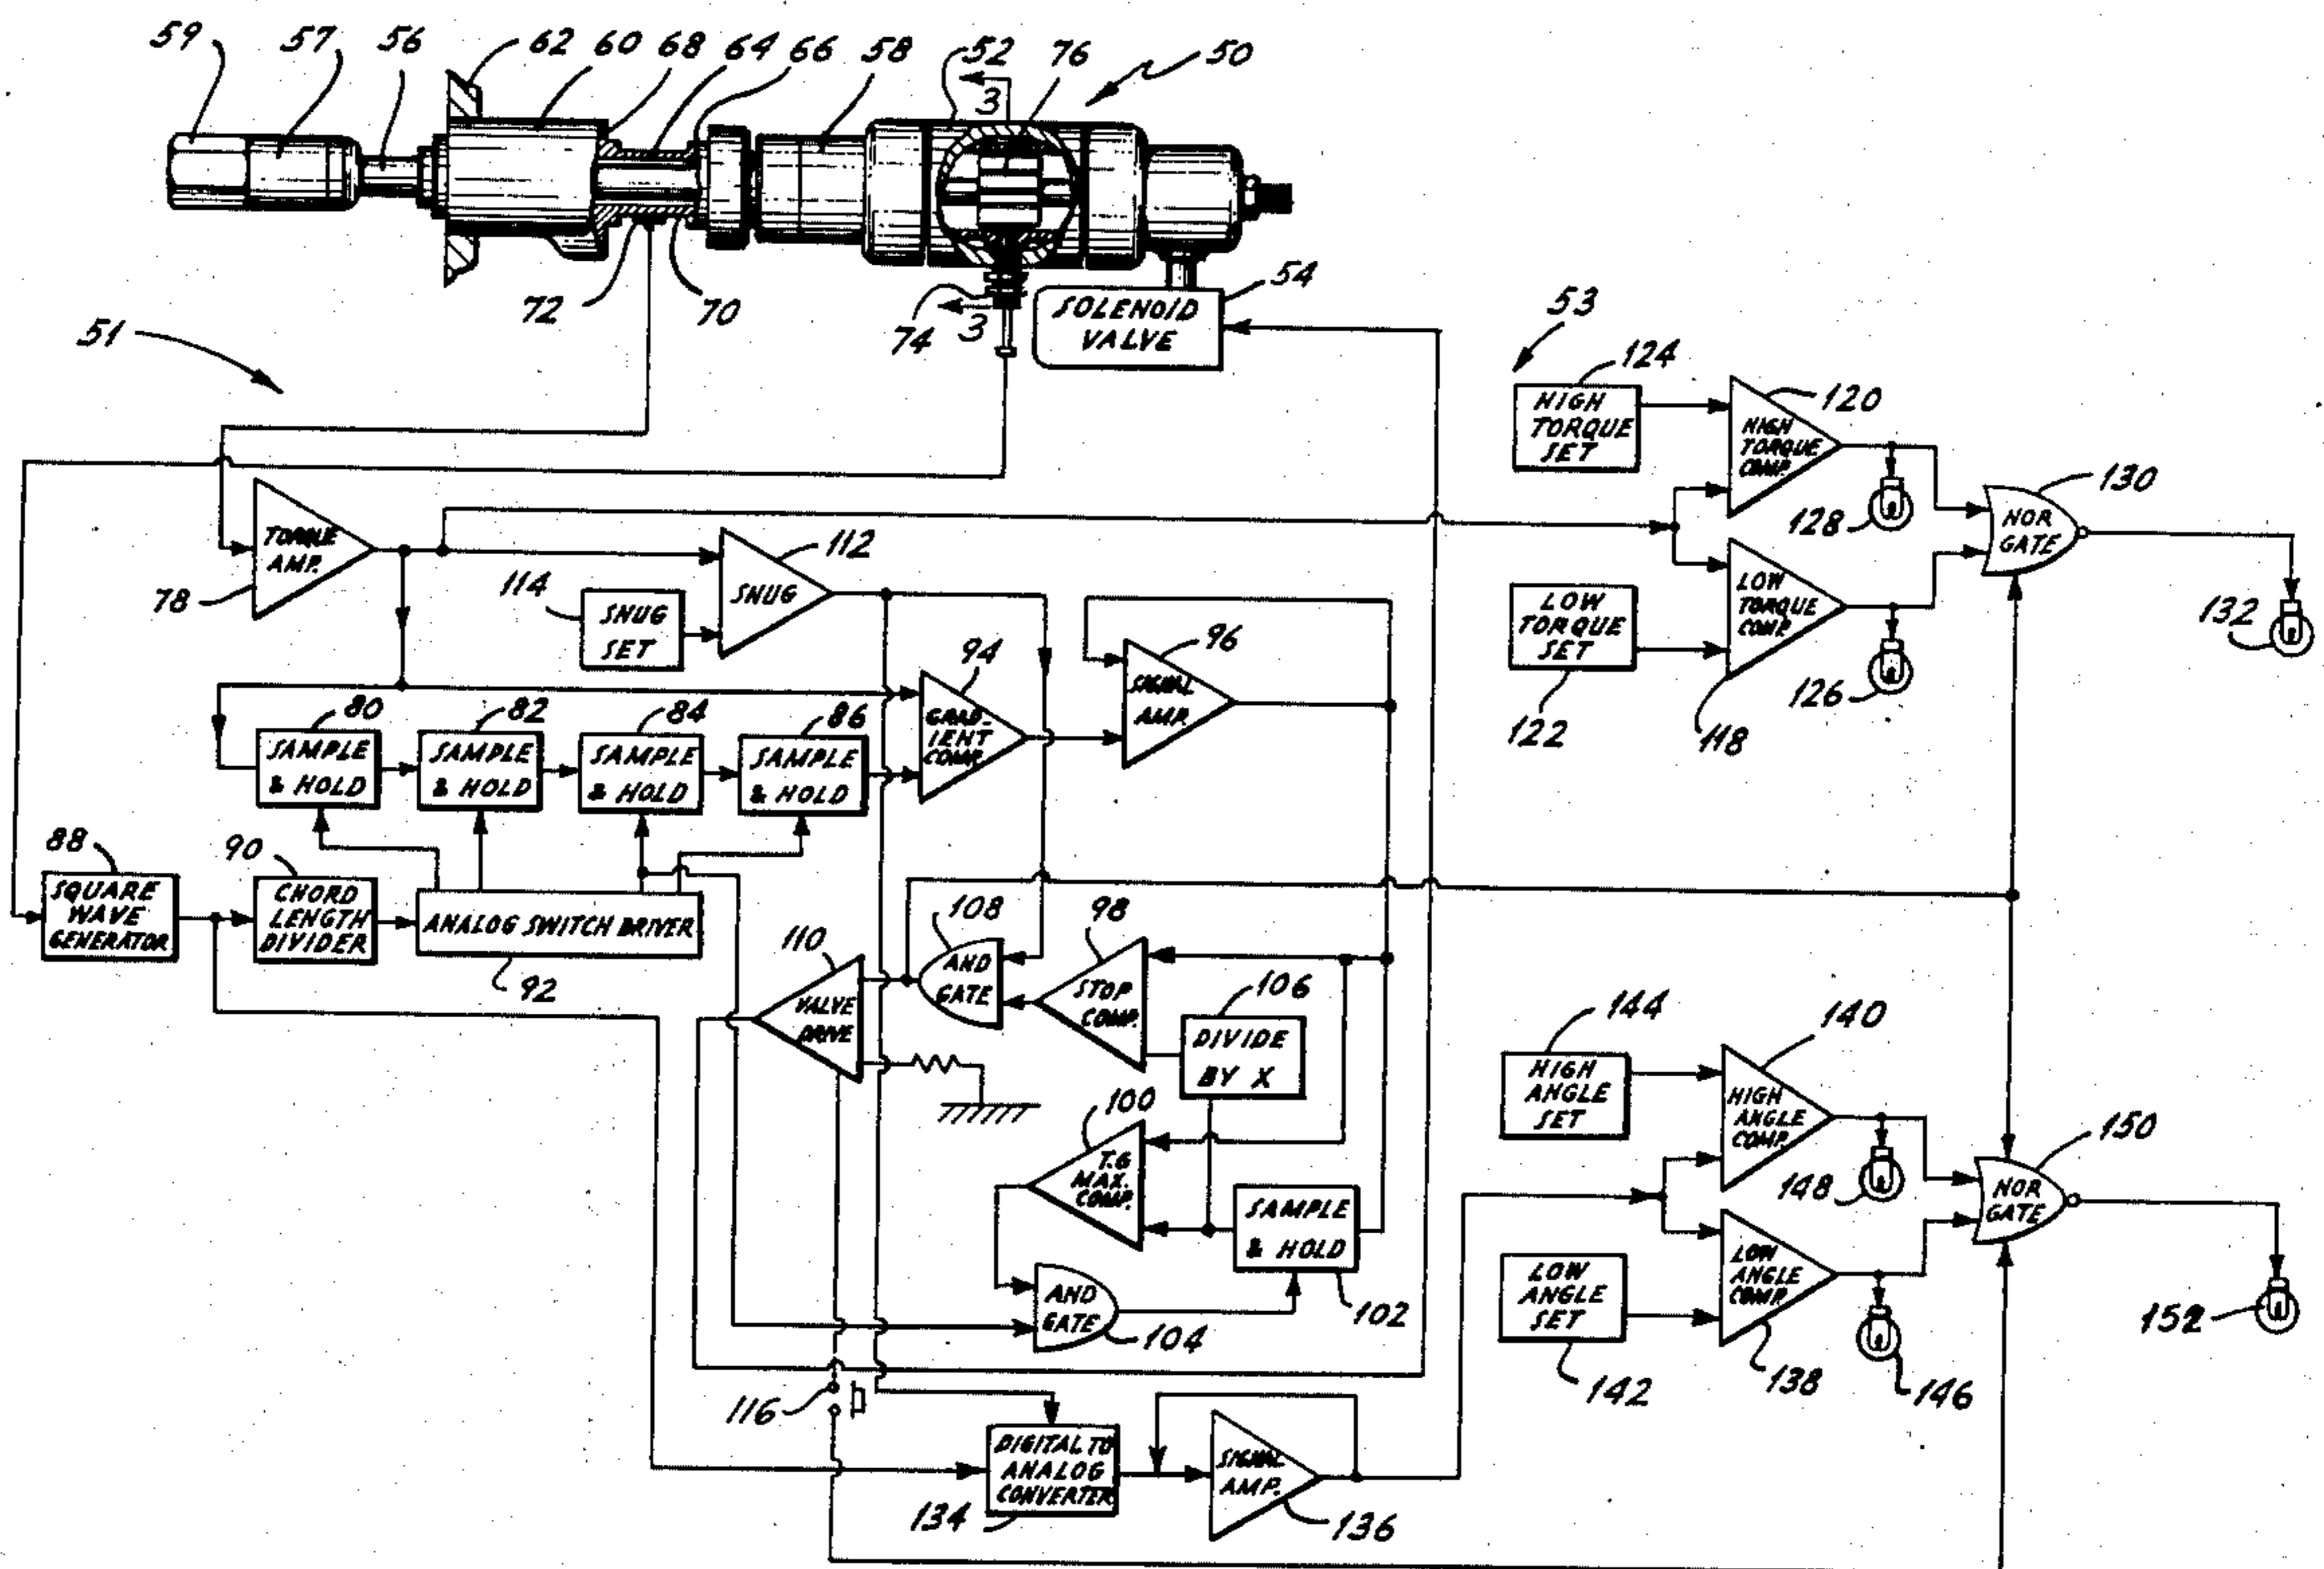 59
57
56
62
60
68
64
66
58
52
76
50
3
72
70
74
3
SOLENOID
VALVE
54
51
53
124
HIGH
TORQUE
SET
120
HIGH
TORQUE
COMP.
128
130
NOR
GATE
132
TORQUE
AMP.
78
112
SNUG
114
SNUG
SET
LOW
TORQUE
SET
122
LOW
TORQUE
COMP.
118
126
94
GRAD-
IENT
COMP.
96
SIGNAL
AMP.
80
SAMPLE
& HOLD
82
SAMPLE
& HOLD
84
SAMPLE
& HOLD
86
SAMPLE
& HOLD
88
SQUARE
WAVE
GENERATOR
90
CHORD
LENGTH
DIVIDER
ANALOG SWITCH DRIVER
92
110
VALVE
DRIVE
108
AND
GATE
98
STOP
COMP.
106
DIVIDE
BY X
100
T.G
MAX.
COMP.
SAMPLE
& HOLD
102
AND
GATE
104
144
HIGH
ANGLE
SET
140
HIGH
ANGLE
COMP.
148
150
NOR
GATE
152
LOW
ANGLE
SET
142
LOW
ANGLE
COMP.
138
146
116
DIGITAL TO
ANALOG
CONVERTER
134
SIGNAL
AMP.
136